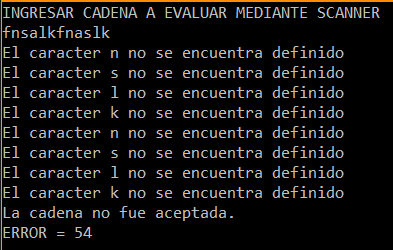 INGRESAR CADENA A EVALUAR MEDIANTE SCANNER
fnsalkfnaslk
El caracter n no se encuentra definido
El caracter s no se encuentra definido
El caracter l no se encuentra definido
El caracter k no se encuentra definido
El caracter n no se encuentra definido
El caracter s no se encuentra definido
El caracter l no se encuentra definido
El caracter k no se encuentra definido
La cadena no fue aceptada.
ERROR = 54